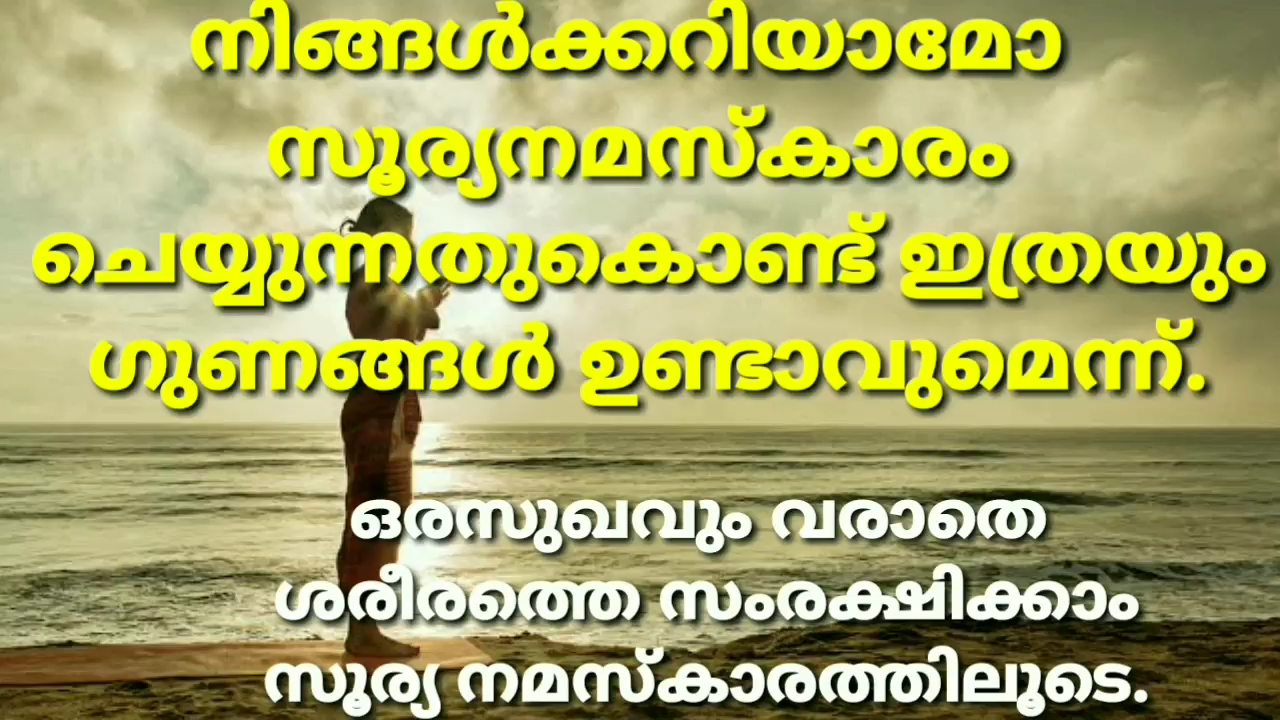 നിങ്ങൾക്കറിയാമോ
സൂര്യനമസ്കാരം
ചെയ്യുന്നതുകൊണ്ട് ഇത്രയും
ഗുണങ്ങൾ ഉണ്ടാവുമെന്ന്.
ഒരസുഖവും വരാതെ
ശരീരത്തെ സംരക്ഷിക്കാം
സൂര്യ നമസ്കാരത്തിലൂടെ.